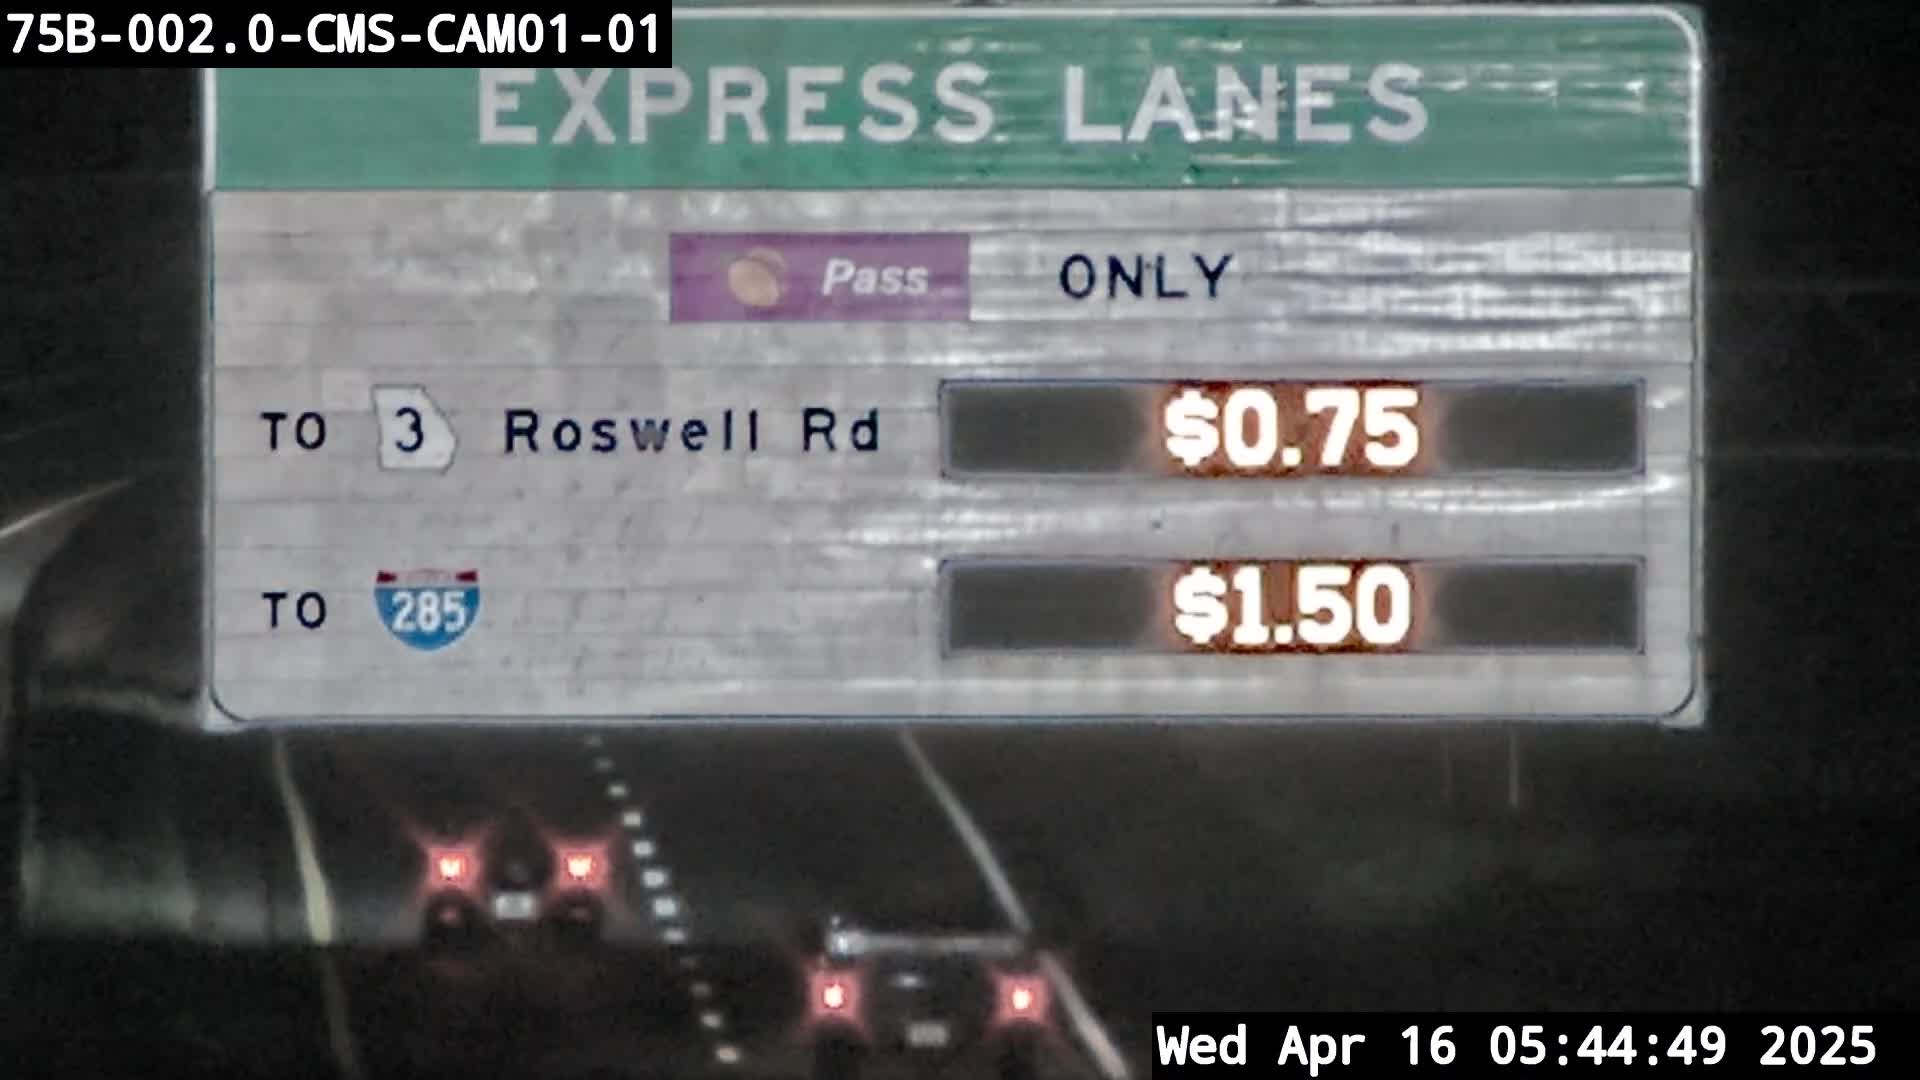 75B-002.0-CMS-CAM01-01
EXPRESS LANES
Pass ONLY
TO 3 Roswell Rd $0.75
TO 285 $1.50
Wed Apr 16 05:44:49 2025